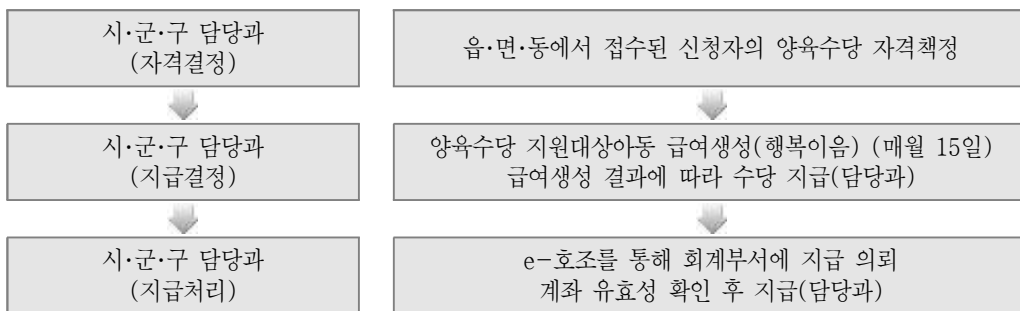 시·군·구 담당과
(자격결정)
읍·면·동에서 접수된 신청자의 양육수당 자격책정
시·군·구 담당과
(지급결정)
양육수당 지원대상아동 급여생성(행복이음) (매월 15일)
급여생성 결과에 따라 수당 지급(담당과)
시·군·구 담당과
(지급처리)
e-호조를 통해 회계부서에 지급 의뢰
계좌 유효성 확인 후 지급(담당과)